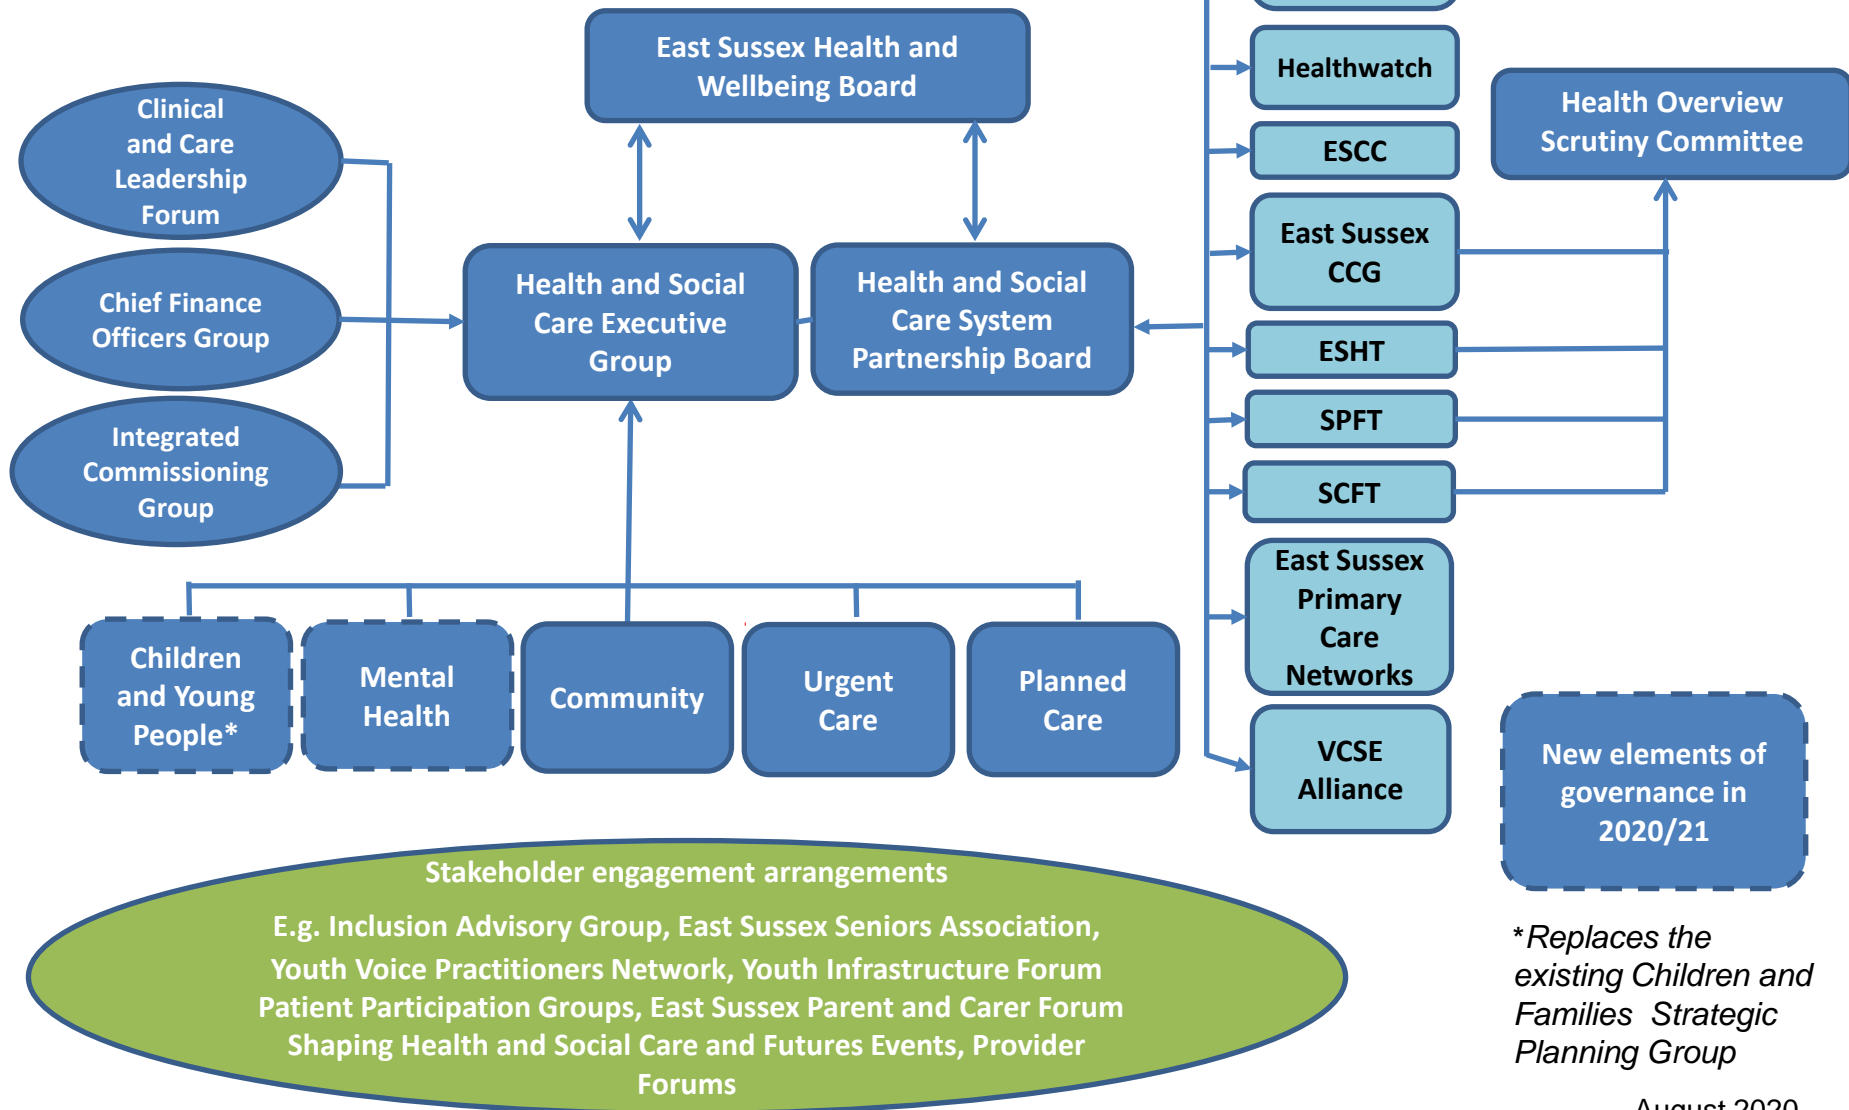 East Sussex Health and
Wellbeing Board
Clinical
and Care
Leadership
Forum
Chief Finance
Officers Group
Integrated
Commissioning
Group
Health and Social
Care Executive
Group
Health and Social
Care System
Partnership Board
Healthwatch
ESCC
East Sussex
CCG
ESHT
SPFT
SCFT
East Sussex
Primary
Care
Networks
VCSE
Alliance
Health Overview
Scrutiny Committee
Children
and Young
People*
Mental
Health
Community
Urgent
Care
Planned
Care
New elements of
governance in
2020/21
*Replaces the
existing Children and
Families Strategic
Planning Group
Stakeholder engagement arrangements
E.g. Inclusion Advisory Group, East Sussex Seniors Association,
Youth Voice Practitioners Network, Youth Infrastructure Forum
Patient Participation Groups, East Sussex Parent and Carer Forum
Shaping Health and Social Care and Futures Events, Provider
Forums
August 2020